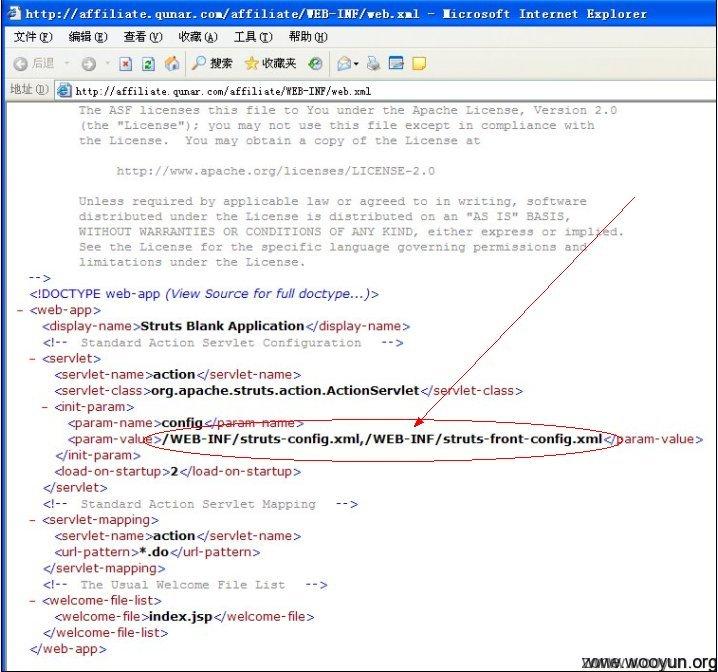 http://affiliate.qunar.com/affiliate/WEB-INF/web.xml - Microsoft Internet Explorer
文件(F) 编辑(E) 查看(V) 收藏(A) 工具(T) 帮助(H)
后退 搜索 收藏夹
地址(D) http://affiliate.qunar.com/affiliate/WEB-INF/web.xml
The ASF licenses this file to You under the Apache License, Version 2.0
(the "License"); you may not use this file except in compliance with
the License.  You may obtain a copy of the License at
http://www.apache.org/licenses/LICENSE-2.0
Unless required by applicable law or agreed to in writing, software
distributed under the License is distributed on an "AS IS" BASIS,
WITHOUT WARRANTIES OR CONDITIONS OF ANY KIND, either express or implied.
See the License for the specific language governing permissions and
limitations under the License.
-->
<!DOCTYPE web-app (View Source for full doctype...)>
- <web-app>
<display-name>Struts Blank Application</display-name>
<!--  Standard Action Servlet Configuration   -->
- <servlet>
<servlet-name>action</servlet-name>
<servlet-class>org.apache.struts.action.ActionServlet</servlet-class>
- <init-param>
<param-name>config</param-name>
<param-value>/WEB-INF/struts-config.xml,/WEB-INF/struts-front-config.xml</param-value>
</init-param>
<load-on-startup>2</load-on-startup>
</servlet>
<!--  Standard Action Servlet Mapping   -->
- <servlet-mapping>
<servlet-name>action</servlet-name>
<url-pattern>*.do</url-pattern>
</servlet-mapping>
<!--  The Usual Welcome File List   -->
- <welcome-file-list>
<welcome-file>index.jsp</welcome-file>
</welcome-file-list>
</web-app>
zone.wooyun.org